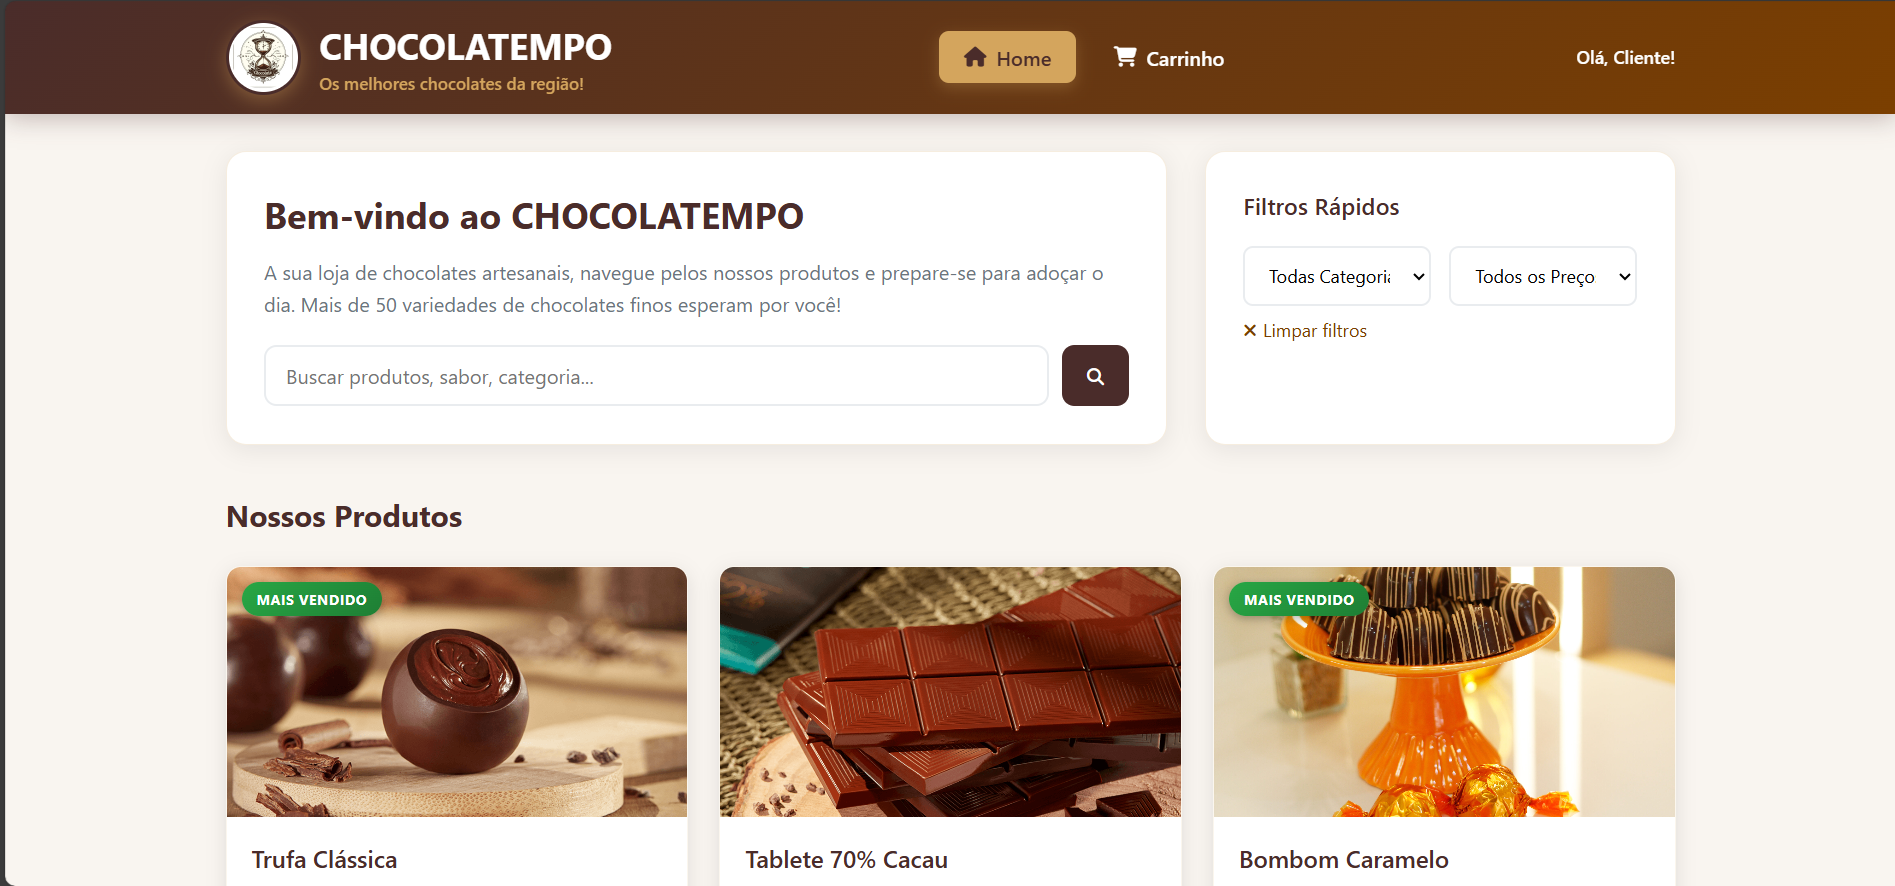 CHOCOLATEMPO
Os melhores chocolates da região!
Home
Carrinho
Olá, Cliente!
Bem-vindo ao CHOCOLATEMPO
A sua loja de chocolates artesanais, navegue pelos nossos produtos e prepare-se para adoçar o
dia. Mais de 50 variedades de chocolates finos esperam por você!
Buscar produtos, sabor, categoria...
Filtros Rápidos
Todas Categoria
Todos os Preço
Limpar filtros
Nossos Produtos
MAIS VENDIDO
MAIS VENDIDO
Trufa Clássica
Tablete 70% Cacau
Bombom Caramelo